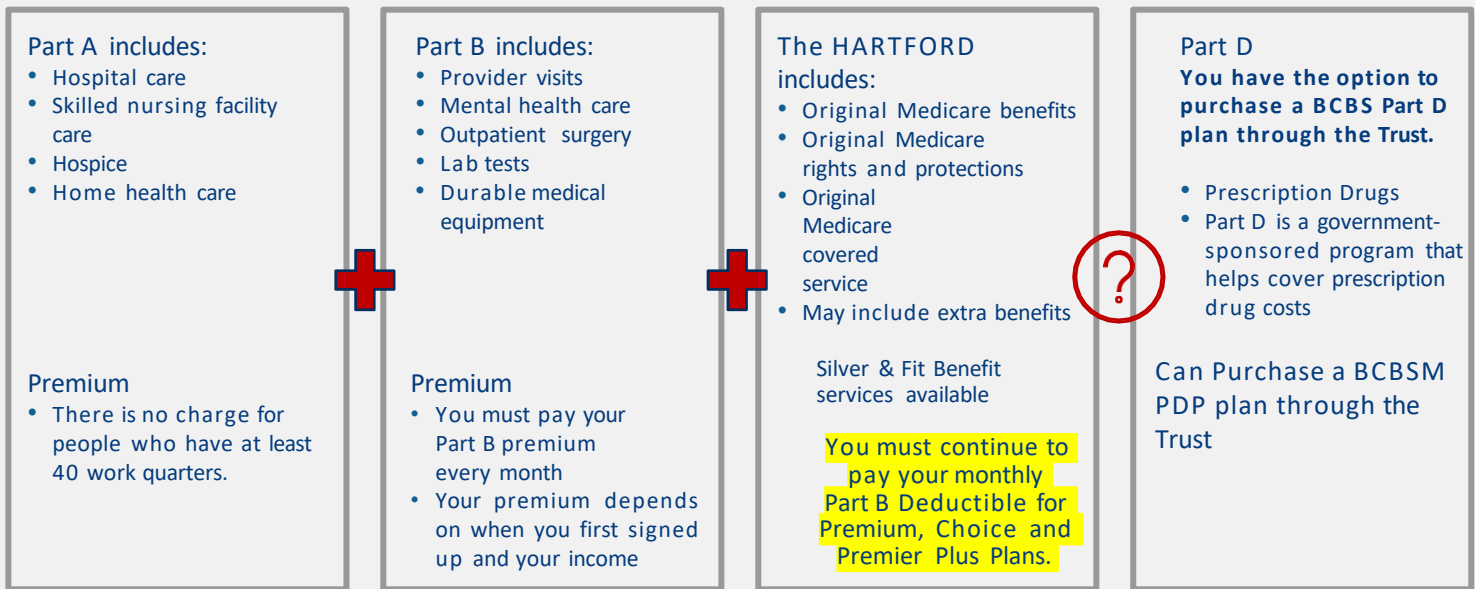 Part A includes:
• Hospital care
• Skilled nursing facility
care
• Hospice
• Home health care
Premium
• There is no charge for
people who have at least
40 work quarters.
Part B includes:
• Provider visits
• Mental health care
• Outpatient surgery
• Lab tests
• Durable medical
equipment
Premium
• You must pay your
Part B premium
every month
• Your premium depends
on when you first signed
up and your income
The HARTFORD
includes:
• Original Medicare benefits
• Original Medicare
rights and protections
• Original
Medicare
covered
service
• May include extra benefits
Silver & Fit Benefit
services available
You must continue to
pay your monthly
Part B Deductible for
Premium, Choice and
Premier Plus Plans.
?
Part D
You have the option to
purchase a BCBS Part D
plan through the Trust.
• Prescription Drugs
• Part D is a government-
sponsored program that
helps cover prescription
drug costs
Can Purchase a BCBSM
PDP plan through the
Trust